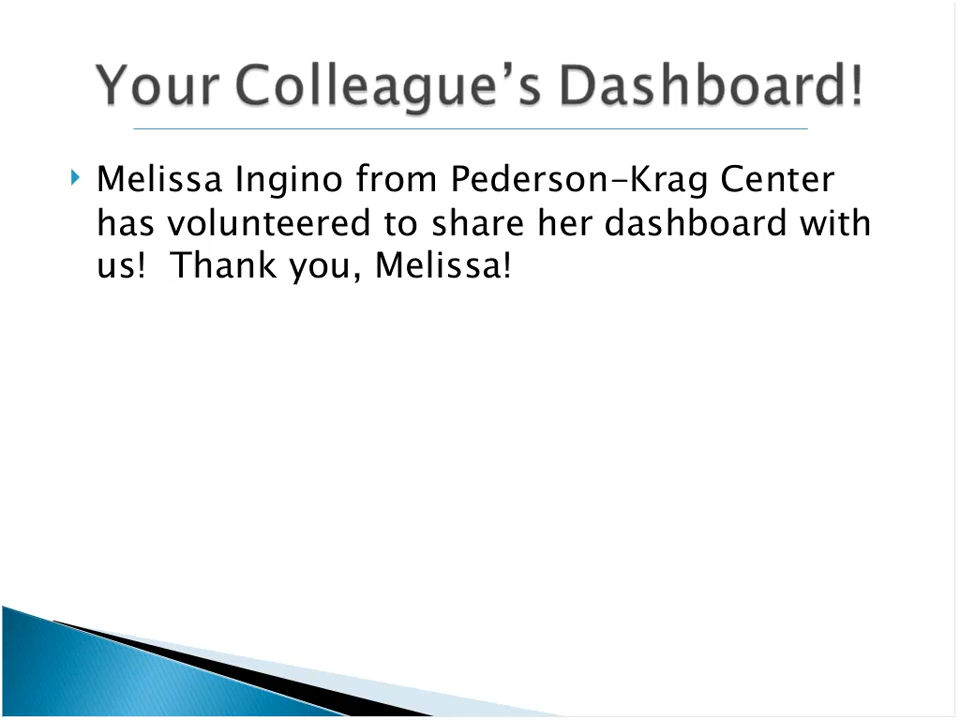 Your Colleague’s Dashboard!
Melissa Ingino from Pederson-Krag Center
has volunteered to share her dashboard with
us!  Thank you, Melissa!